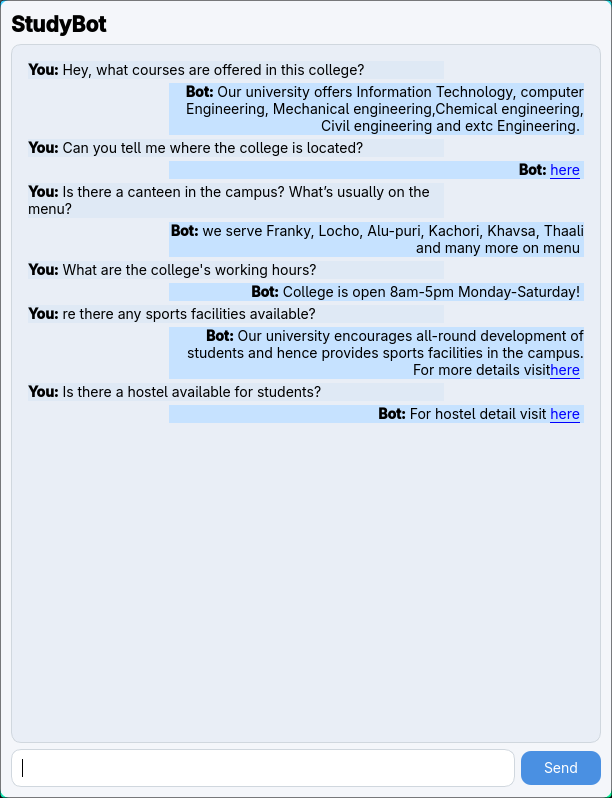 StudyBot
You: Hey, what courses are offered in this college?
Bot: Our university offers Information Technology, computer
Engineering, Mechanical engineering,Chemical engineering,
Civil engineering and extc Engineering.
You: Can you tell me where the college is located?
Bot: here
You: Is there a canteen in the campus? What’s usually on the
menu?
Bot: we serve Franky, Locho, Alu-puri, Kachori, Khavsa, Thaali
and many more on menu
You: What are the college's working hours?
Bot: College is open 8am-5pm Monday-Saturday!
You: re there any sports facilities available?
Bot: Our university encourages all-round development of
students and hence provides sports facilities in the campus.
For more details visithere
You: Is there a hostel available for students?
Bot: For hostel detail visit here
Send